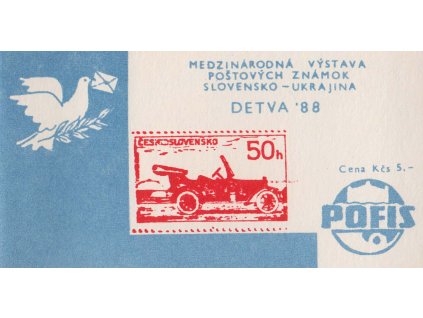 MEDZINÁRODNÁ VÝSTAVA
POŠTOVÝCH ZNÁMOK
SLOVENSKO-UKRAJINA
DETVA '88
ČESKOSLOVENSKO
50h
Cena Kčs 5.-
POFIS